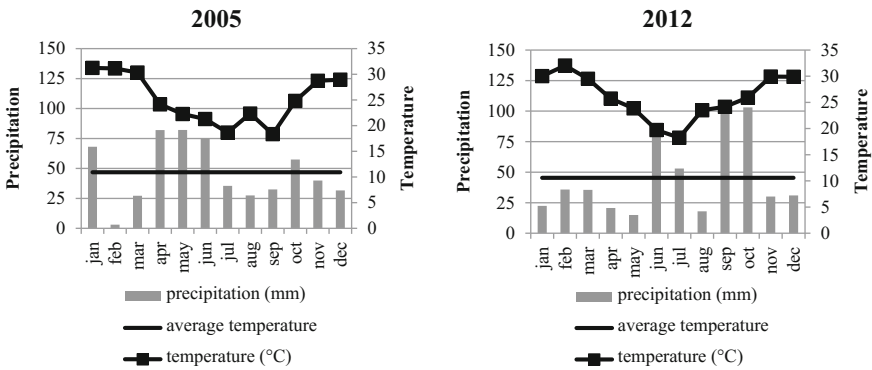 2005
150
125
100
75
50
25
0
Precipitation
35
30
25
20
15
10
5
0
Temperature
jan
feb
mar
apr
may
jun
jul
aug
sep
oct
nov
dec
precipitation (mm)
average temperature
temperature (°C)
2012
150
125
100
75
50
25
0
Precipitation
35
30
25
20
15
10
5
0
Temperature
jan
feb
mar
apr
may
jun
jul
aug
sep
oct
nov
dec
precipitation (mm)
average temperature
temperature (°C)